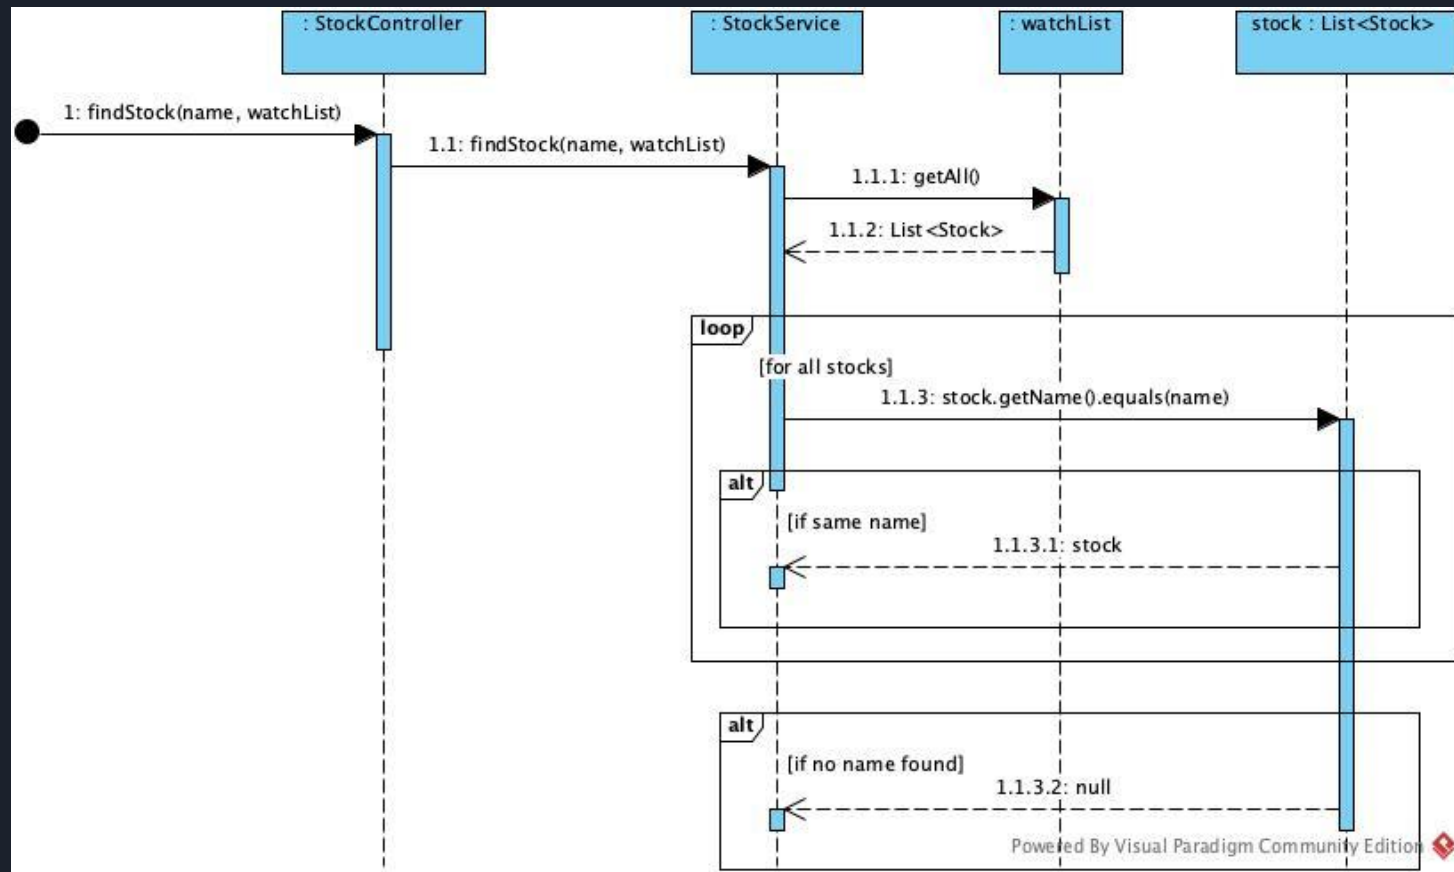 : StockController
: StockService
: watchList
stock : List<Stock>
1: findStock(name, watchList)
1.1: findStock(name, watchList)
1.1.1: getAll()
1.1.2: List<Stock>
loop
[for all stocks]
1.1.3: stock.getName().equals(name)
alt
[if same name]
1.1.3.1: stock
alt
[if no name found]
1.1.3.2: null
Powered By Visual Paradigm Community Edition